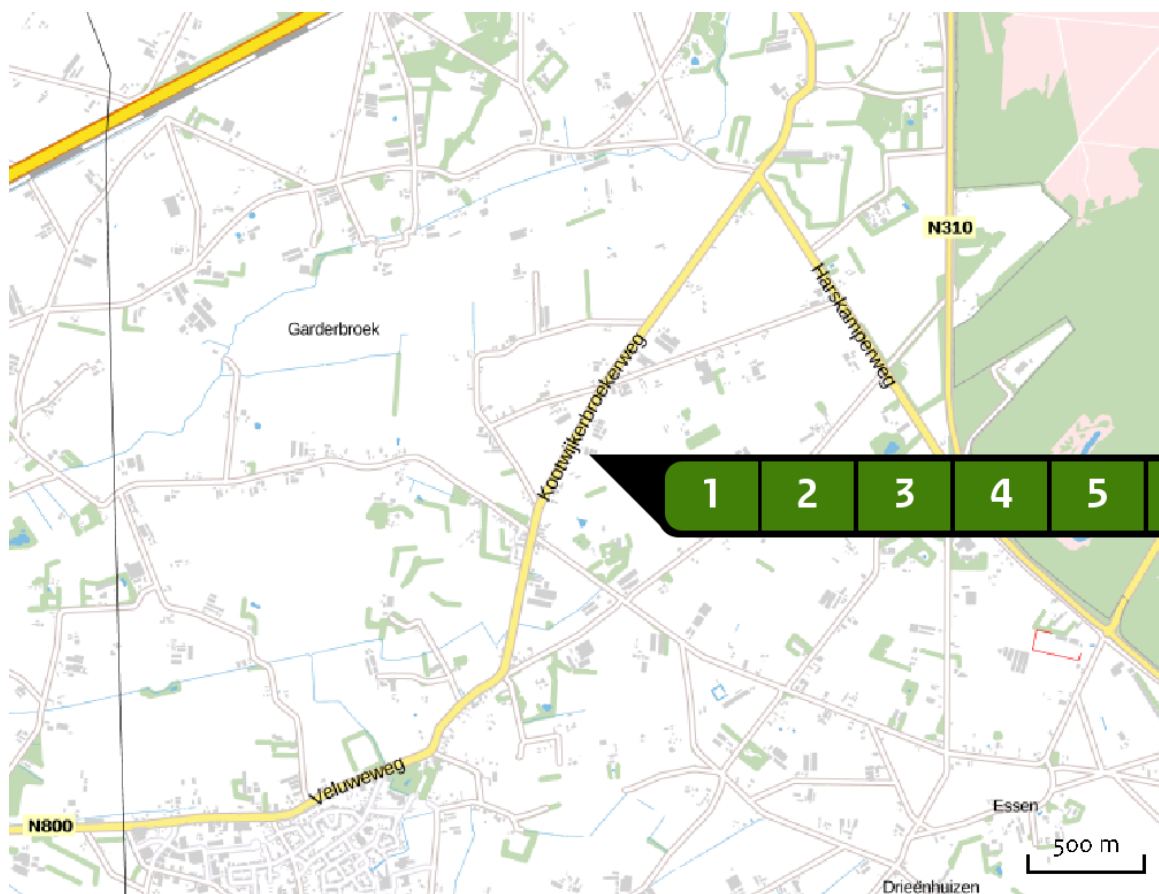 N310
Harskamperweg
Garderbroek
Kootwijkerbroekerweg
1 2 3 4 5
Veluweweg
N800
Essen
500 m
Drieënhuizen